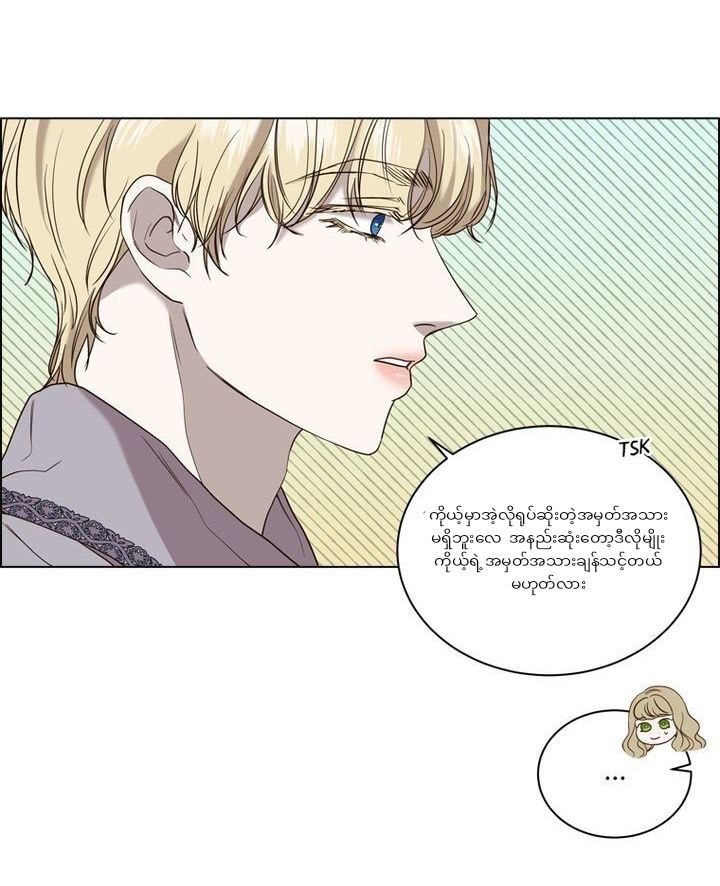 TSK
ကိုယ့်မှာအဲ့လိုရုပ်ဆိုးတဲ့အမှတ်အသား
မရှိဘူးလေ အနည်းဆုံးတော့ဒီလိုမျိုး
ကိုယ့်ရဲ့ အမှတ်အသားချန်သင့်တယ်
မဟုတ်လား
...